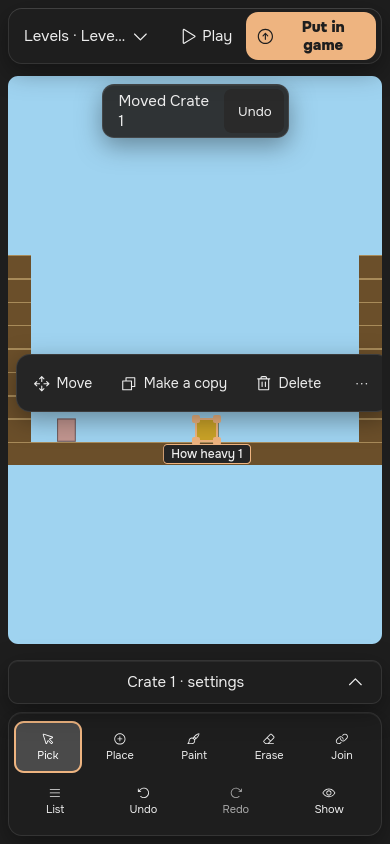 Levels · Leve...
Play
Put in
game
Moved Crate
1
Undo
Move
Make a copy
Delete
...
How heavy 1
Crate 1 · settings
Pick
Place
Paint
Erase
Join
List
Undo
Redo
Show